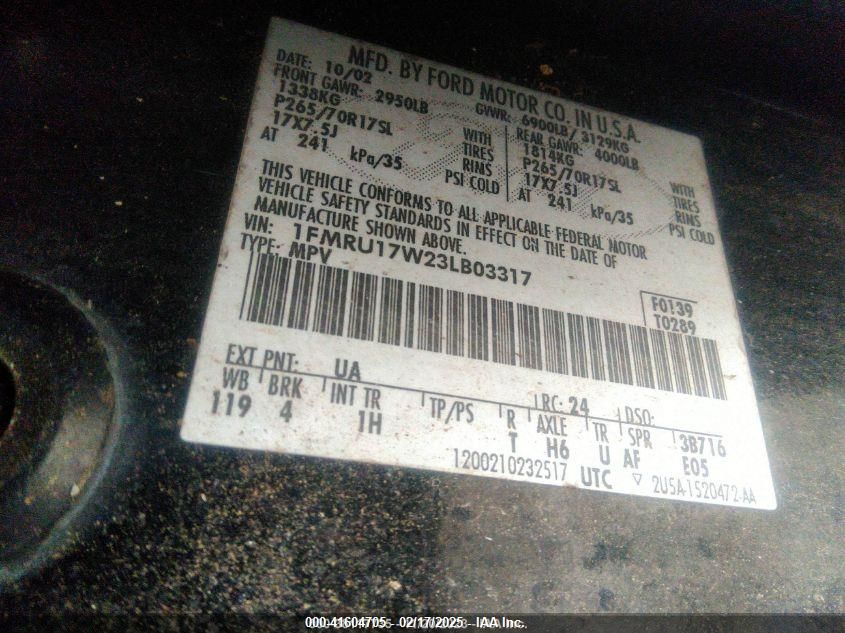 MFD. BY FORD MOTOR CO. IN U.S.A.
DATE: 10/02 GVWR: 6900LB/3129KG
FRONT GAWR: 2950LB REAR GAWR: 4000LB
1338KG WITH 1814KG WITH
P265/70R17SL TIRES P265/70R17SL TIRES
17X7.5J RIMS 17X7.5J RIMS
AT 241 kPa/35 PSI COLD AT 241 kPa/35 PSI COLD
THIS VEHICLE CONFORMS TO ALL APPLICABLE FEDERAL MOTOR
VEHICLE SAFETY STANDARDS IN EFFECT ON THE DATE OF
MANUFACTURE SHOWN ABOVE.
VIN: 1FMRU17W23LB03317
TYPE: MPV
F0139
T0289
EXT PNT: UA RC: 24 DSO:
WB BRK INT TR TP/PS R AXLE TR SPR 3B716
119 4 1H T H6 U AF E05
1200210232517 UTC ▽ 2U5A-1520472-AA
000-41604705 - 02/17/2025 - IAA Inc.